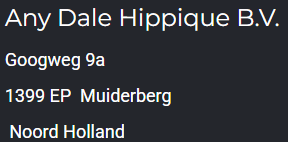 Any Dale Hippique B.V.
Googweg 9a
1399 EP  Muiderberg
Noord Holland